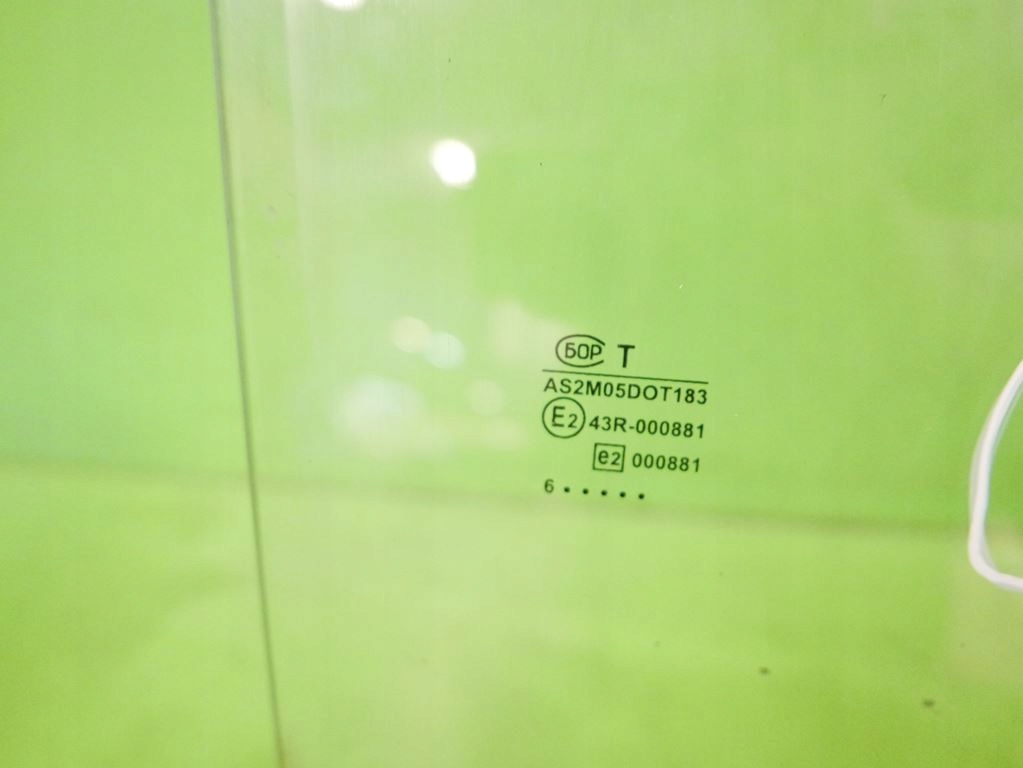 БОР T
AS2M05DOT183
E2 43R-000881
e2 000881
6 • • • • •